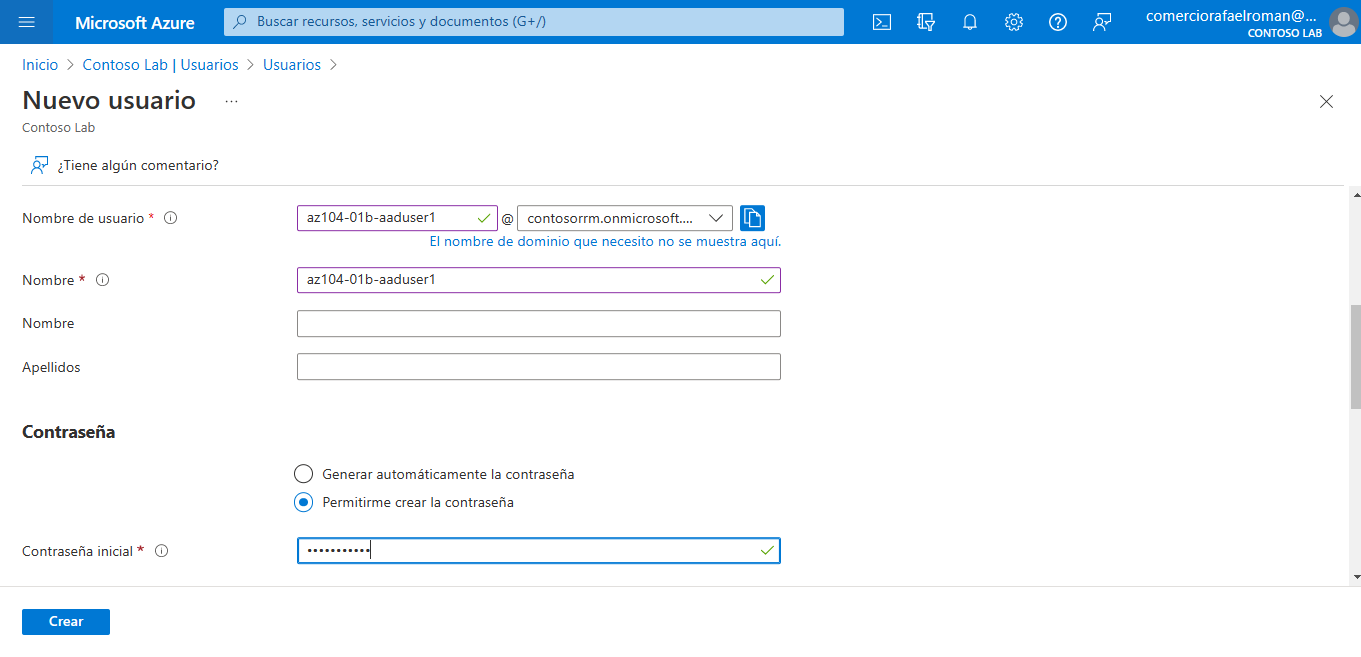 Microsoft Azure
Buscar recursos, servicios y documentos (G+/)
comerciorafaelroman@...
CONTOSO LAB
Inicio > Contoso Lab | Usuarios > Usuarios >
Nuevo usuario ...
Contoso Lab
¿Tiene algún comentario?
Nombre de usuario * az104-01b-aaduser1 @ contosorrm.onmicrosoft....
El nombre de dominio que necesito no se muestra aquí.
Nombre * az104-01b-aaduser1
Nombre
Apellidos
Contraseña
Generar automáticamente la contraseña
Permitirme crear la contraseña
Contraseña inicial * •••••••••••
Crear